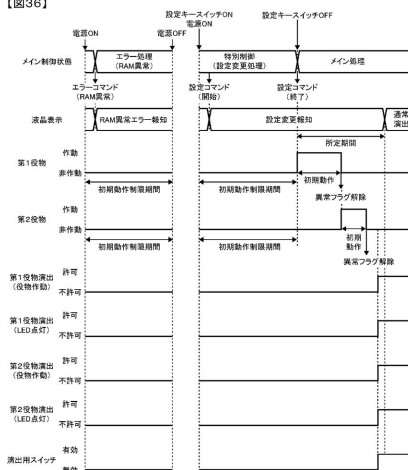 【図36】
設定キースイッチON
設定キースイッチOFF
電源ON
電源OFF
電源ON
メイン制御状態
エラー処理
(RAM異常)
特別制御
(設定変更処理)
メイン処理
エラーコマンド
(RAM異常)
設定コマンド
(開始)
設定コマンド
(終了)
液晶表示
RAM異常エラー報知
設定変更報知
通常
演出
所定期間
第1役物
作動
非作動
初期動作
初期動作制限期間
初期動作制限期間
異常フラグ解除
第2役物
作動
非作動
初期
動作
初期動作制限期間
初期動作制限期間
異常フラグ解除
第1役物演出
(役物作動)
許可
不許可
第1役物演出
(LED点灯)
許可
不許可
第2役物演出
(役物作動)
許可
不許可
第2役物演出
(LED点灯)
許可
不許可
演出用スイッチ
有効
無効